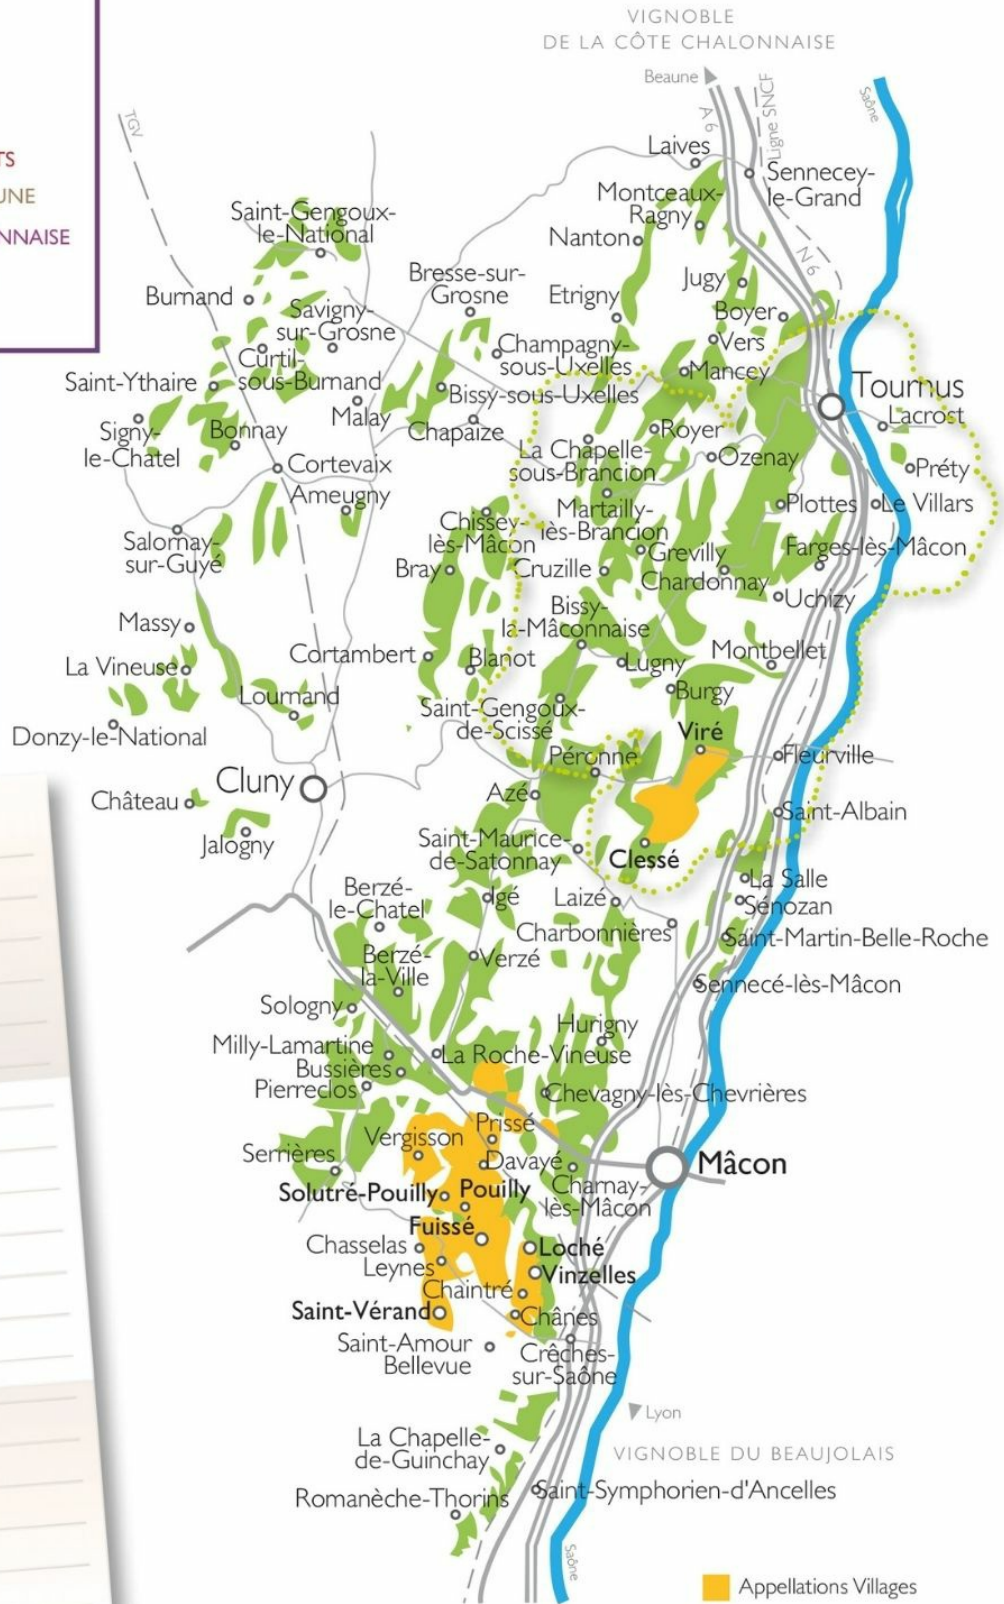 VIGNOBLE
DE LA CÔTE CHALONNAISE
Beaune
A 6
Ligne SNCF
Saône
TGV
TS
UNE
NNAISE
Laives
Sennecey-
le-Grand
Montceaux-
Ragny
Nanton
N 6
Saint-Gengoux-
le-National
Bresse-sur-
Grosne
Etrigny
Jugy
Burnand
Savigny-
sur-Grosne
Boyer
Champagny-
sous-Uxelles
Vers
Curtil-
sous-Burnand
Mancey
Saint-Ythaire
Bissy-sous-Uxelles
Tournus
Malay
Lacrost
Signy-
le-Chatel
Bonnay
Chapaize
Royer
La Chapelle-
sous-Brancion
Ozenay
Cortevaix
Préty
Ameugny
Martailly-
lès-Brancion
Plottes
Le Villars
Chissey-
lès-Mâcon
Salornay-
sur-Guyé
Grevilly
Farges-lès-Mâcon
Bray
Cruzille
Chardonnay
Uchizy
Bissy-
la-Mâconnaise
Massy
Cortambert
Blanot
Lugny
Montbellet
La Vineuse
Lournand
Burgy
Saint-Gengoux-
de-Scissé
Donzy-le-National
Viré
Péronne
Fleurville
Cluny
Azé
Château
Saint-Albain
Jalogny
Saint-Maurice-
de-Satonnay
Clessé
La Salle
Berzé-
le-Chatel
Igé
Laizé
Sénozan
Charbonnières
Saint-Martin-Belle-Roche
Berzé-
la-Ville
Verzé
Sennecé-lès-Mâcon
Sologny
Hurigny
Milly-Lamartine
La Roche-Vineuse
Bussières
Pierreclos
Chevagny-lès-Chevrières
Prissé
Vergisson
Serrières
Davayé
Mâcon
Charnay-
lès-Mâcon
Solutré-Pouilly
Pouilly
Fuissé
Chasselas
Loché
Leynes
Vinzelles
Chaintré
Saint-Vérand
Chânes
Saint-Amour
Bellevue
Crêches-
sur-Saône
Lyon
La Chapelle-
de-Guinchay
VIGNOBLE DU BEAUJOLAIS
Romanèche-Thorins
Saint-Symphorien-d'Ancelles
Saône
Appellations Villages